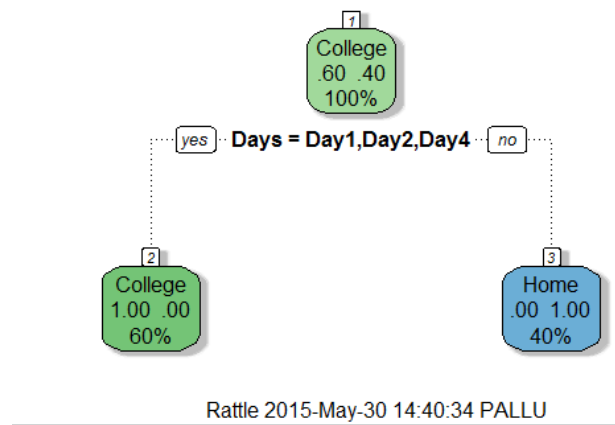 1
College
.60 .40
100%
yes Days = Day1,Day2,Day4 no
2
College
1.00 .00
60%
3
Home
.00 1.00
40%
Rattle 2015-May-30 14:40:34 PALLU